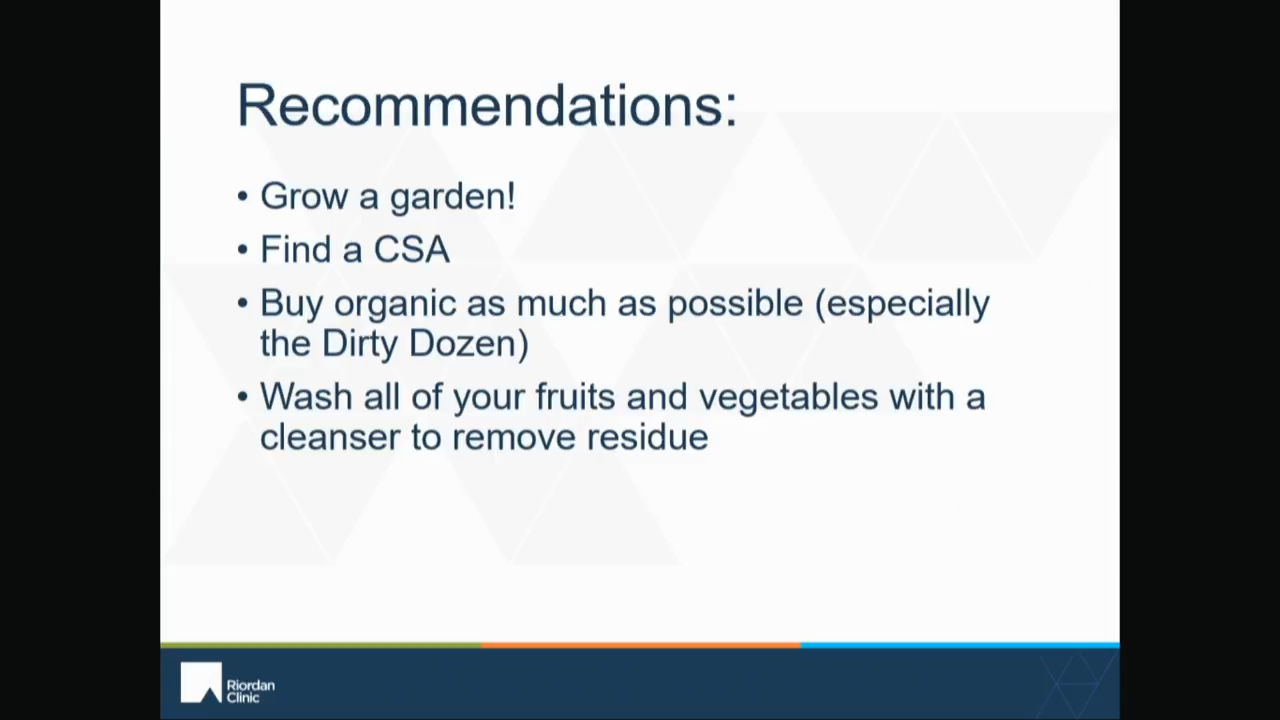 Recommendations:
• Grow a garden!
• Find a CSA
• Buy organic as much as possible (especially
the Dirty Dozen)
• Wash all of your fruits and vegetables with a
cleanser to remove residue
Riordan
Clinic